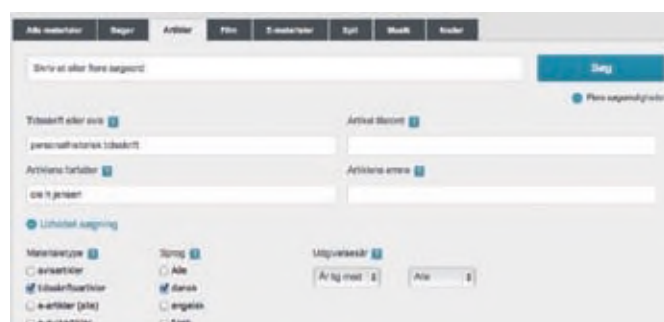 Alle materialer Bøger Artikler Film E-materialer Spil Musik Noder
Skriv et eller flere søgeord
Søg
Flere søgemuligheder
Tidsskrift eller avis ? Artikel tilsendt ?
personalhistorisk tidsskrift
Artiklens forfatter ? Artiklens emne ?
ole h jensen
Udvidet søgning
Materialetype ? Sprog ? Udgivelsesår ?
avisartikler Alle År lig med Alle
tidsskriftsartikler dansk
e-artikler (alle) engelsk